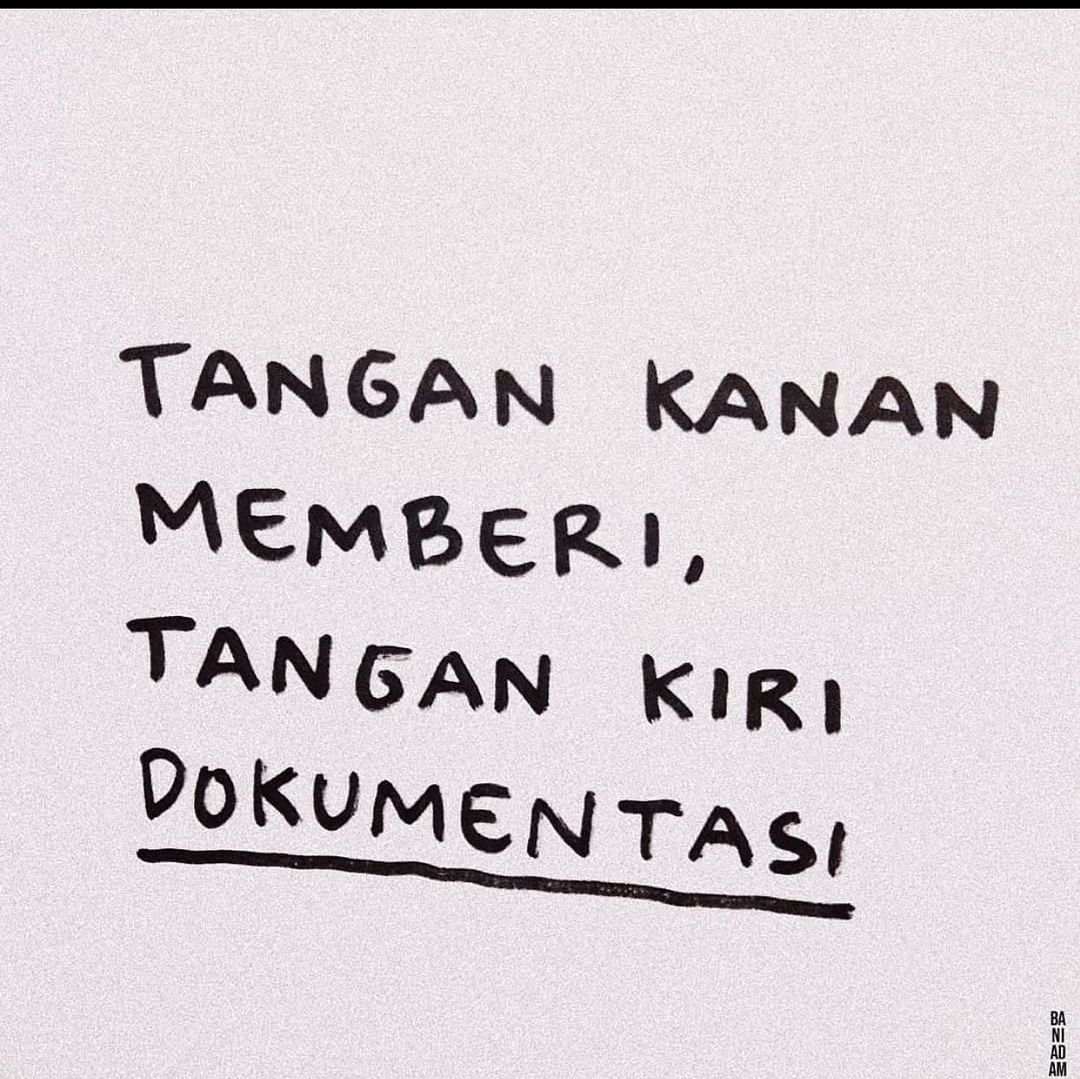 TANGAN KANAN
MEMBERI,
TANGAN KIRI
DOKUMENTASI
BA
NI
AD
AM